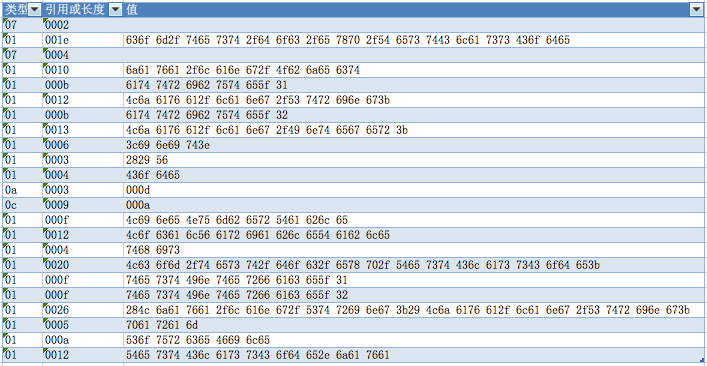 类型 引用或长度 值
07 0002
01 001e 636f 6d2f 7465 7374 2f64 6f63 2f65 7870 2f54 6573 7443 6c61 7373 436f 6465
07 0004
01 0010 6a61 7661 2f6c 616e 672f 4f62 6a65 6374
01 000b 6174 7472 6962 7574 655f 31
01 0012 4c6a 6176 612f 6c61 6e67 2f53 7472 696e 673b
01 000b 6174 7472 6962 7574 655f 32
01 0013 4c6a 6176 612f 6c61 6e67 2f49 6e74 6567 6572 3b
01 0006 3c69 6e69 743e
01 0003 2829 56
01 0004 436f 6465
0a 0003 000d
0c 0009 000a
01 000f 4c69 6e65 4e75 6d62 6572 5461 626c 65
01 0012 4c6f 6361 6c56 6172 6961 626c 6554 6162 6c65
01 0004 7468 6973
01 0020 4c63 6f6d 2f74 6573 742f 646f 632f 6578 702f 5465 7374 436c 6173 7343 6f64 653b
01 000f 7465 7374 496e 7465 7266 6163 655f 31
01 000f 7465 7374 496e 7465 7266 6163 655f 32
01 0026 284c 6a61 7661 2f6c 616e 672f 5374 7269 6e67 3b29 4c6a 6176 612f 6c61 6e67 2f53 7472 696e 673b
01 0005 7061 7261 6d
01 000a 536f 7572 6365 4669 6c65
01 0012 5465 7374 436c 6173 7343 6f64 652e 6a61 7661